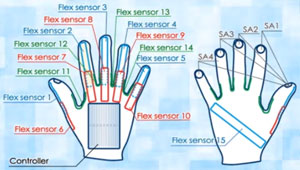 Flex sensor 3
Flex sensor 8
Flex sensor 2
Flex sensor 12
Flex sensor 7
Flex sensor 11
Flex sensor 1
Flex sensor 6
Controller
Flex sensor 13
Flex sensor 4
Flex sensor 9
Flex sensor 14
Flex sensor 5
Flex sensor 10
SA4
SA3
SA2
SA1
Flex sensor 15